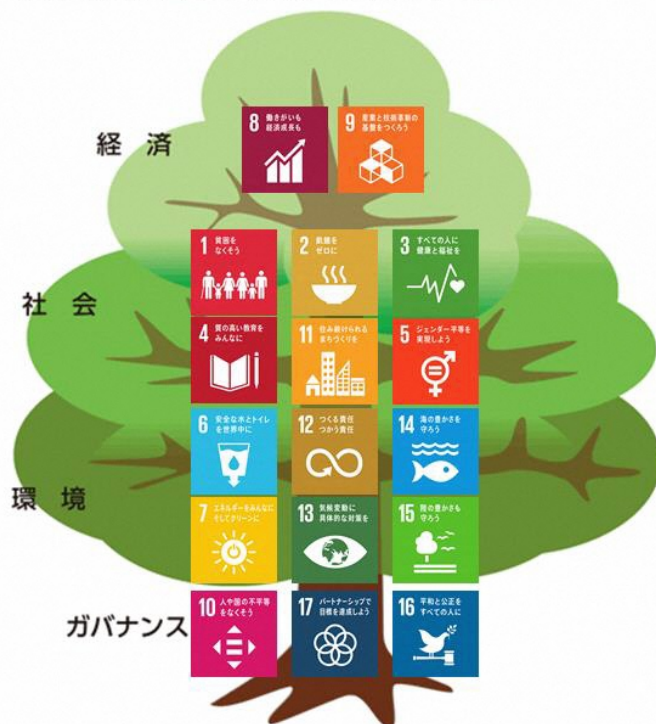 経済
8 働きがいも
経済成長も
9 産業と技術革新の
基盤をつくろう
社会
1 貧困を
なくそう
2 飢餓を
ゼロに
3 すべての人に
健康と福祉を
4 質の高い教育を
みんなに
11 住み続けられる
まちづくりを
5 ジェンダー平等を
実現しよう
環境
6 安全な水とトイレ
を世界中に
12 つくる責任
つかう責任
14 海の豊かさを
守ろう
7 エネルギーをみんなに
そしてクリーンに
13 気候変動に
具体的な対策を
15 陸の豊かさも
守ろう
ガバナンス
10 人や国の不平等
をなくそう
17 パートナーシップで
目標を達成しよう
16 平和と公正を
すべての人に